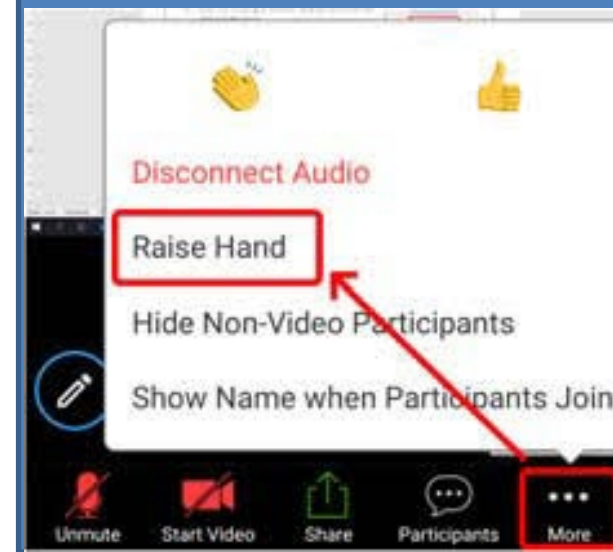 Disconnect Audio
Raise Hand
Hide Non-Video Participants
Show Name when Participants Join
Unmute Start Video Share Participants More